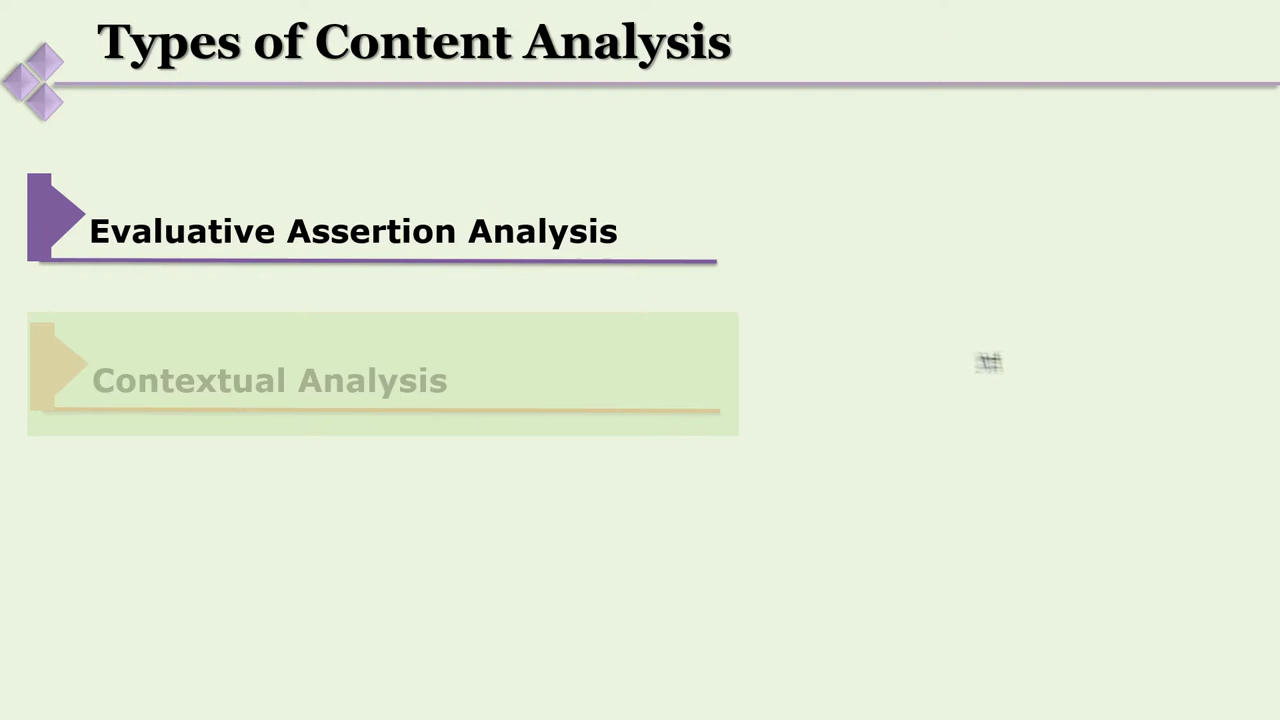 Types of Content Analysis
Evaluative Assertion Analysis
Contextual Analysis